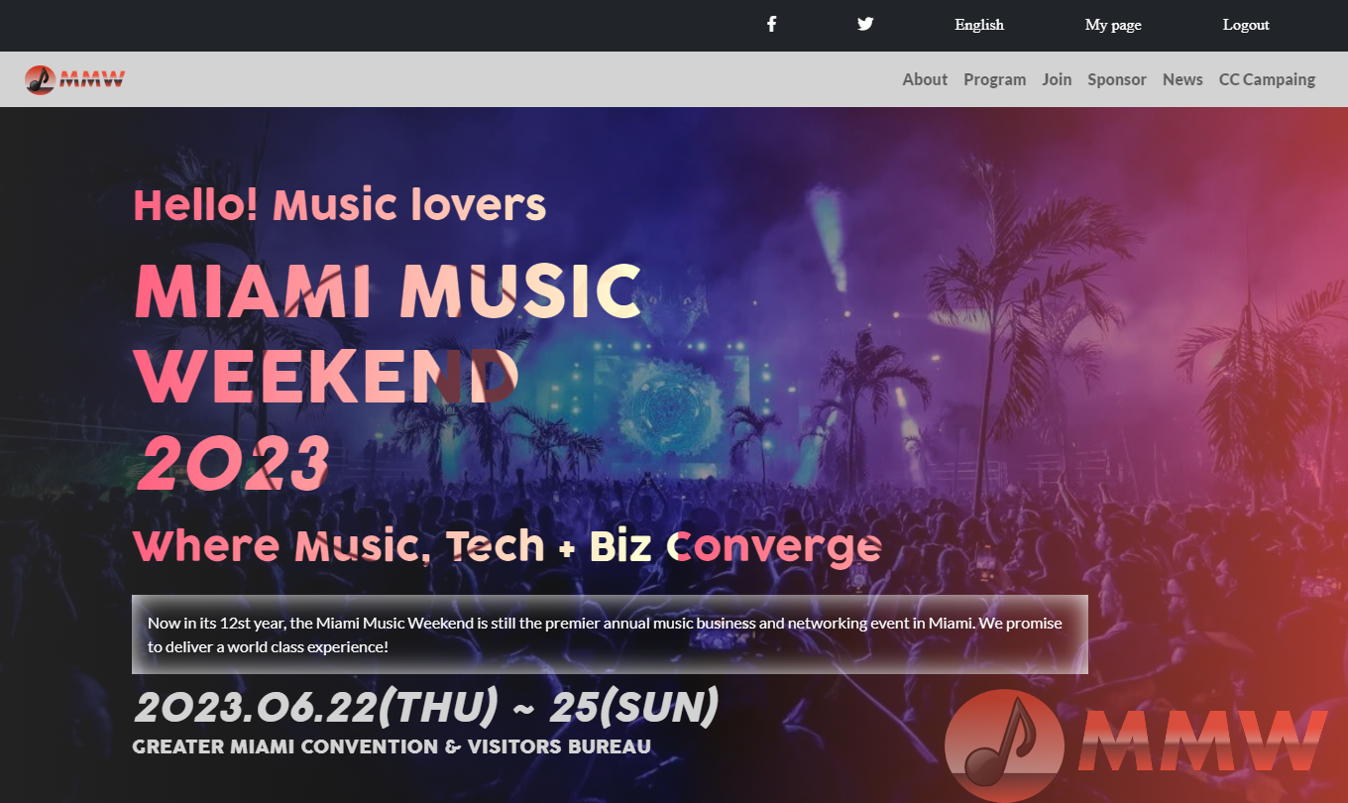 English My page Logout
MMW
About Program Join Sponsor News CC Campaing
Hello! Music lovers
MIAMI MUSIC
WEEKEND
2023
Where Music, Tech + Biz Converge
Now in its 12st year, the Miami Music Weekend is still the premier annual music business and networking event in Miami. We promise
to deliver a world class experience!
2023.06.22(THU) ~ 25(SUN)
GREATER MIAMI CONVENTION & VISITORS BUREAU
MMW